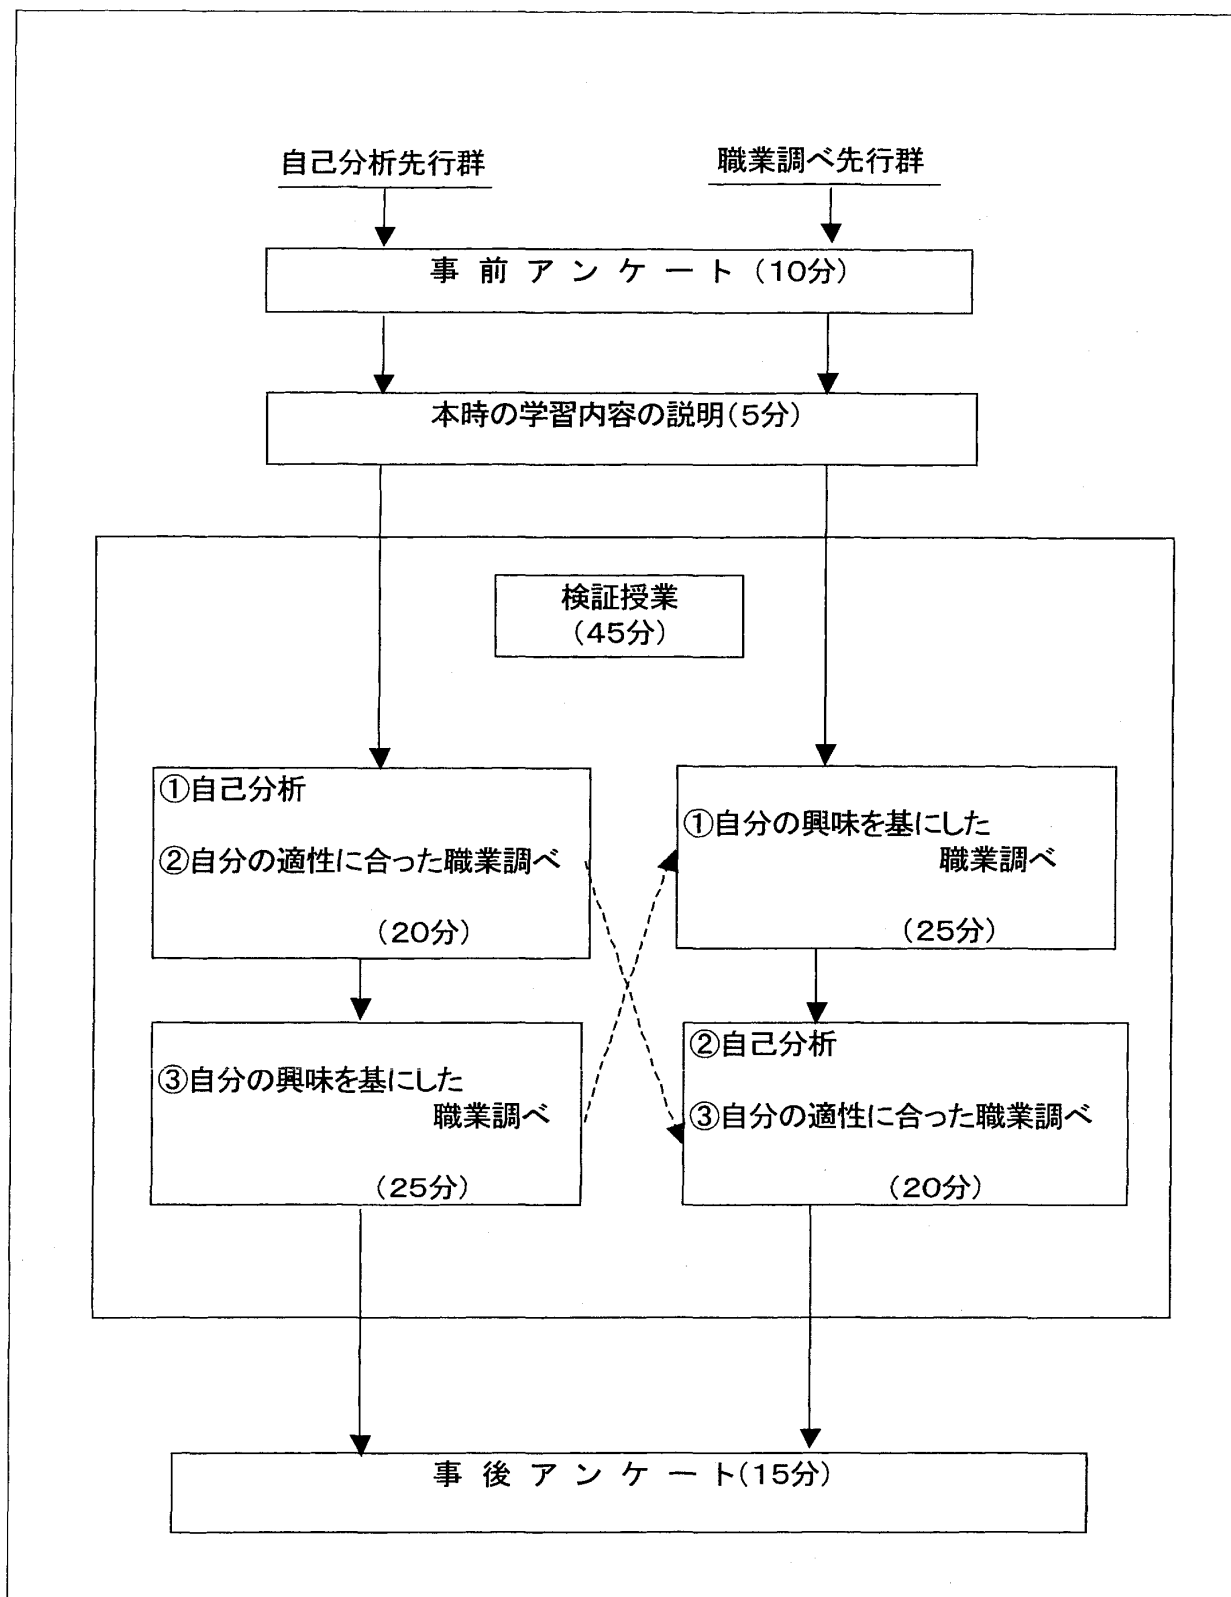 自己分析先行群
職業調べ先行群
事前アンケート(10分)
本時の学習内容の説明(5分)
検証授業
(45分)
①自己分析
②自分の適性に合った職業調べ
(20分)
①自分の興味を基にした
職業調べ
(25分)
③自分の興味を基にした
職業調べ
(25分)
②自己分析
③自分の適性に合った職業調べ
(20分)
事後アンケート(15分)